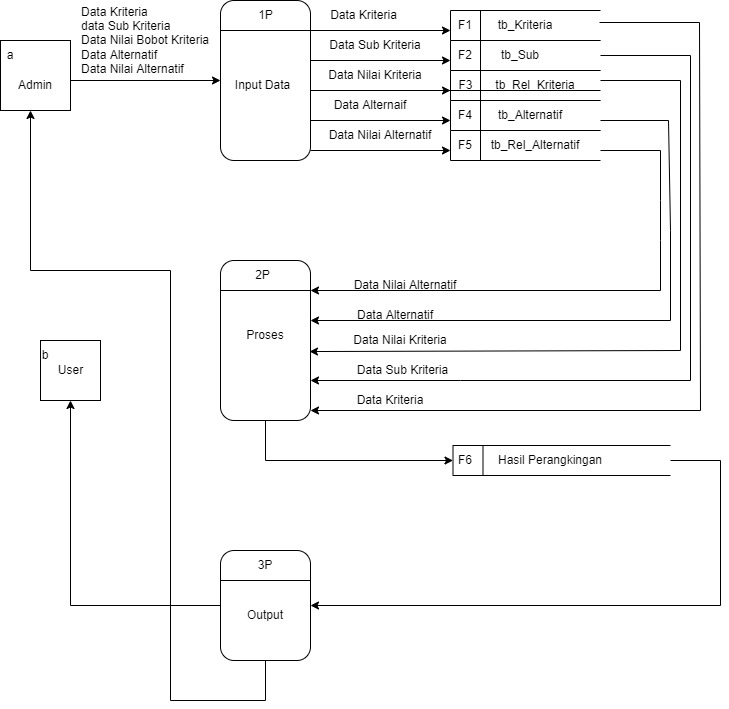 Data Kriteria
data Sub Kriteria
Data Nilai Bobot Kriteria
Data Alternatif
Data Nilai Alternatif
a
Admin
1P
Input Data
Data Kriteria
Data Sub Kriteria
Data Nilai Kriteria
Data Alternaif
Data Nilai Alternatif
F1 tb_Kriteria
F2 tb_Sub
F3 tb_Rel_Kriteria
F4 tb_Alternatif
F5 tb_Rel_Alternatif
2P
Proses
Data Nilai Alternatif
Data Alternatif
Data Nilai Kriteria
Data Sub Kriteria
Data Kriteria
b
User
F6 Hasil Perangkingan
3P
Output